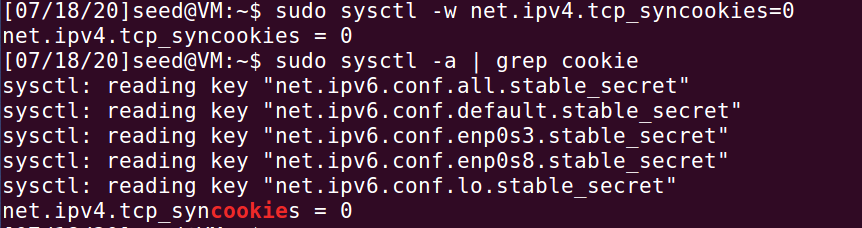 [07/18/20]seed@VM:~$ sudo sysctl -w net.ipv4.tcp_syncookies=0
net.ipv4.tcp_syncookies = 0
[07/18/20]seed@VM:~$ sudo sysctl -a | grep cookie
sysctl: reading key "net.ipv6.conf.all.stable_secret"
sysctl: reading key "net.ipv6.conf.default.stable_secret"
sysctl: reading key "net.ipv6.conf.enp0s3.stable_secret"
sysctl: reading key "net.ipv6.conf.enp0s8.stable_secret"
sysctl: reading key "net.ipv6.conf.lo.stable_secret"
net.ipv4.tcp_syncookies = 0